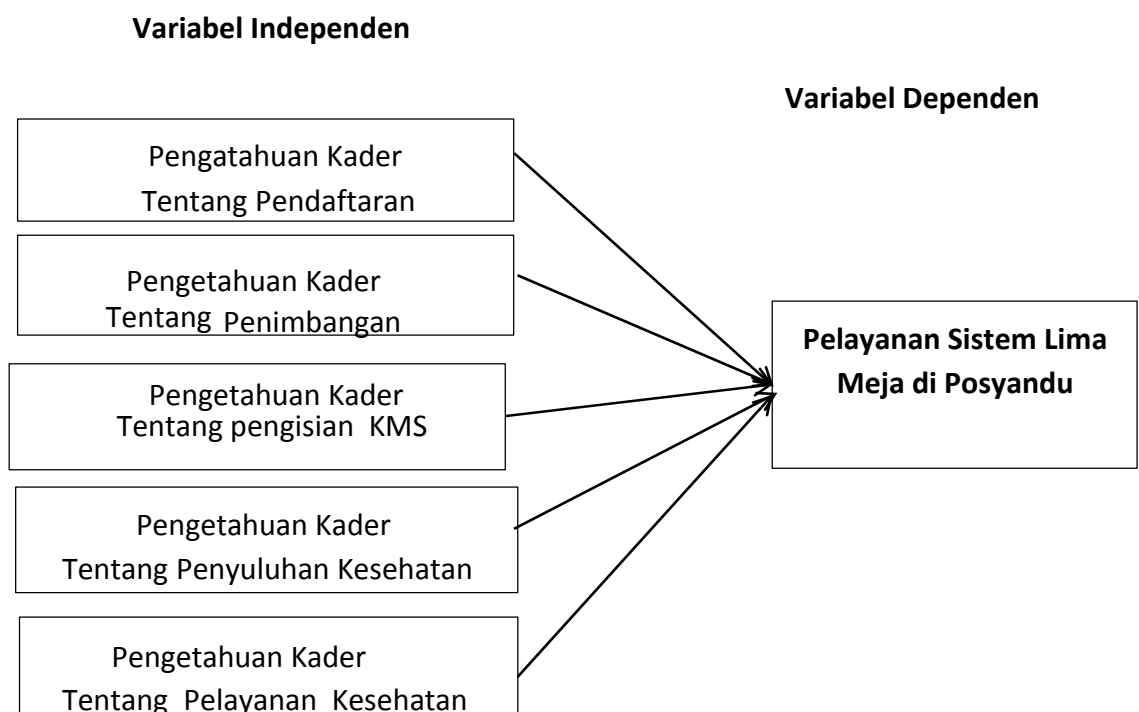 Variabel Independen
Variabel Dependen
Pengatahuan Kader
Tentang Pendaftaran
Pengetahuan Kader
Tentang Penimbangan
Pengetahuan Kader
Tentang pengisian KMS
Pengetahuan Kader
Tentang Penyuluhan Kesehatan
Pengetahuan Kader
Tentang Pelayanan Kesehatan
Pelayanan Sistem Lima
Meja di Posyandu